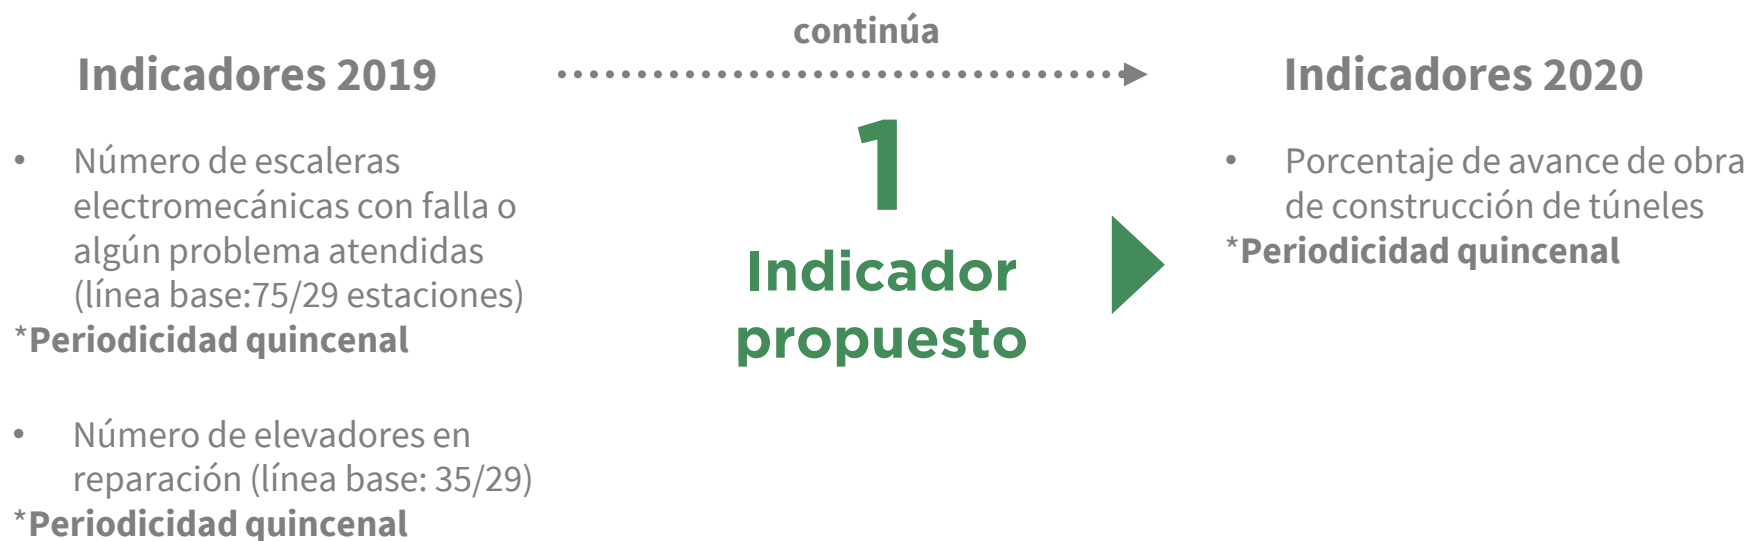 Indicadores 2019
• Número de escaleras
electromecánicas con falla o
algún problema atendidas
(línea base:75/29 estaciones)
*Periodicidad quincenal
• Número de elevadores en
reparación (línea base: 35/29)
*Periodicidad quincenal
continúa
1
Indicador
propuesto
Indicadores 2020
• Porcentaje de avance de obra
de construcción de túneles
*Periodicidad quincenal